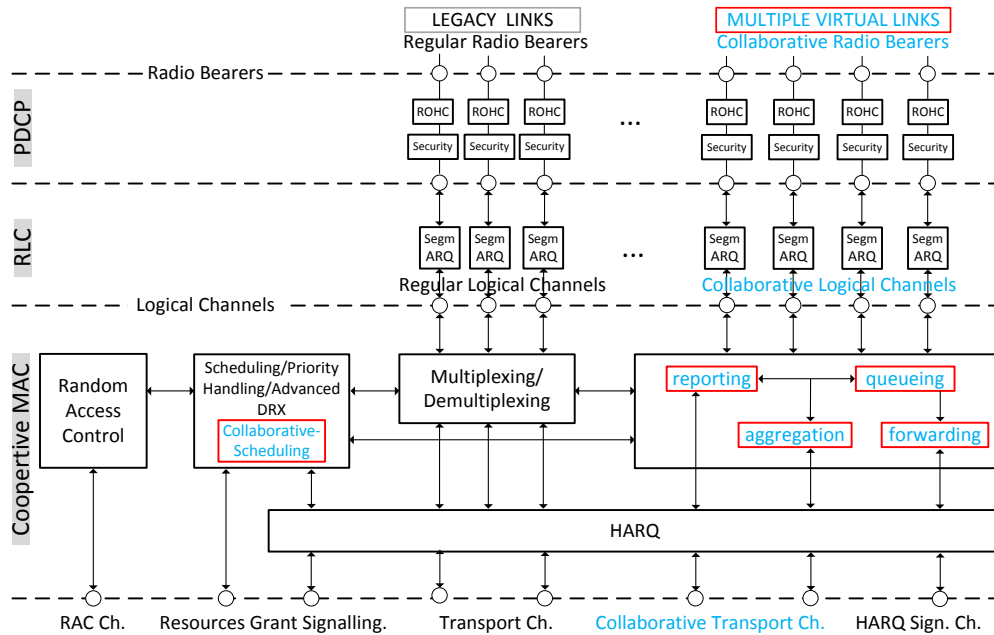 LEGACY LINKS
MULTIPLE VIRTUAL LINKS
Regular Radio Bearers
Collaborative Radio Bearers
Radio Bearers
PDCP
ROHC
ROHC
ROHC
...
ROHC
ROHC
ROHC
ROHC
Security
Security
Security
Security
Security
Security
Security
RLC
Segm
ARQ
Segm
ARQ
Segm
ARQ
...
Segm
ARQ
Segm
ARQ
Segm
ARQ
Segm
ARQ
Regular Logical Channels
Collaborative Logical Channels
Logical Channels
Coopertive MAC
Random
Access
Control
Scheduling/Priority
Handling/Advanced
DRX
Collaborative-
Scheduling
Multiplexing/
Demultiplexing
reporting
queueing
aggregation
forwarding
HARQ
RAC Ch.
Resources Grant Signalling.
Transport Ch.
Collaborative Transport Ch.
HARQ Sign. Ch.